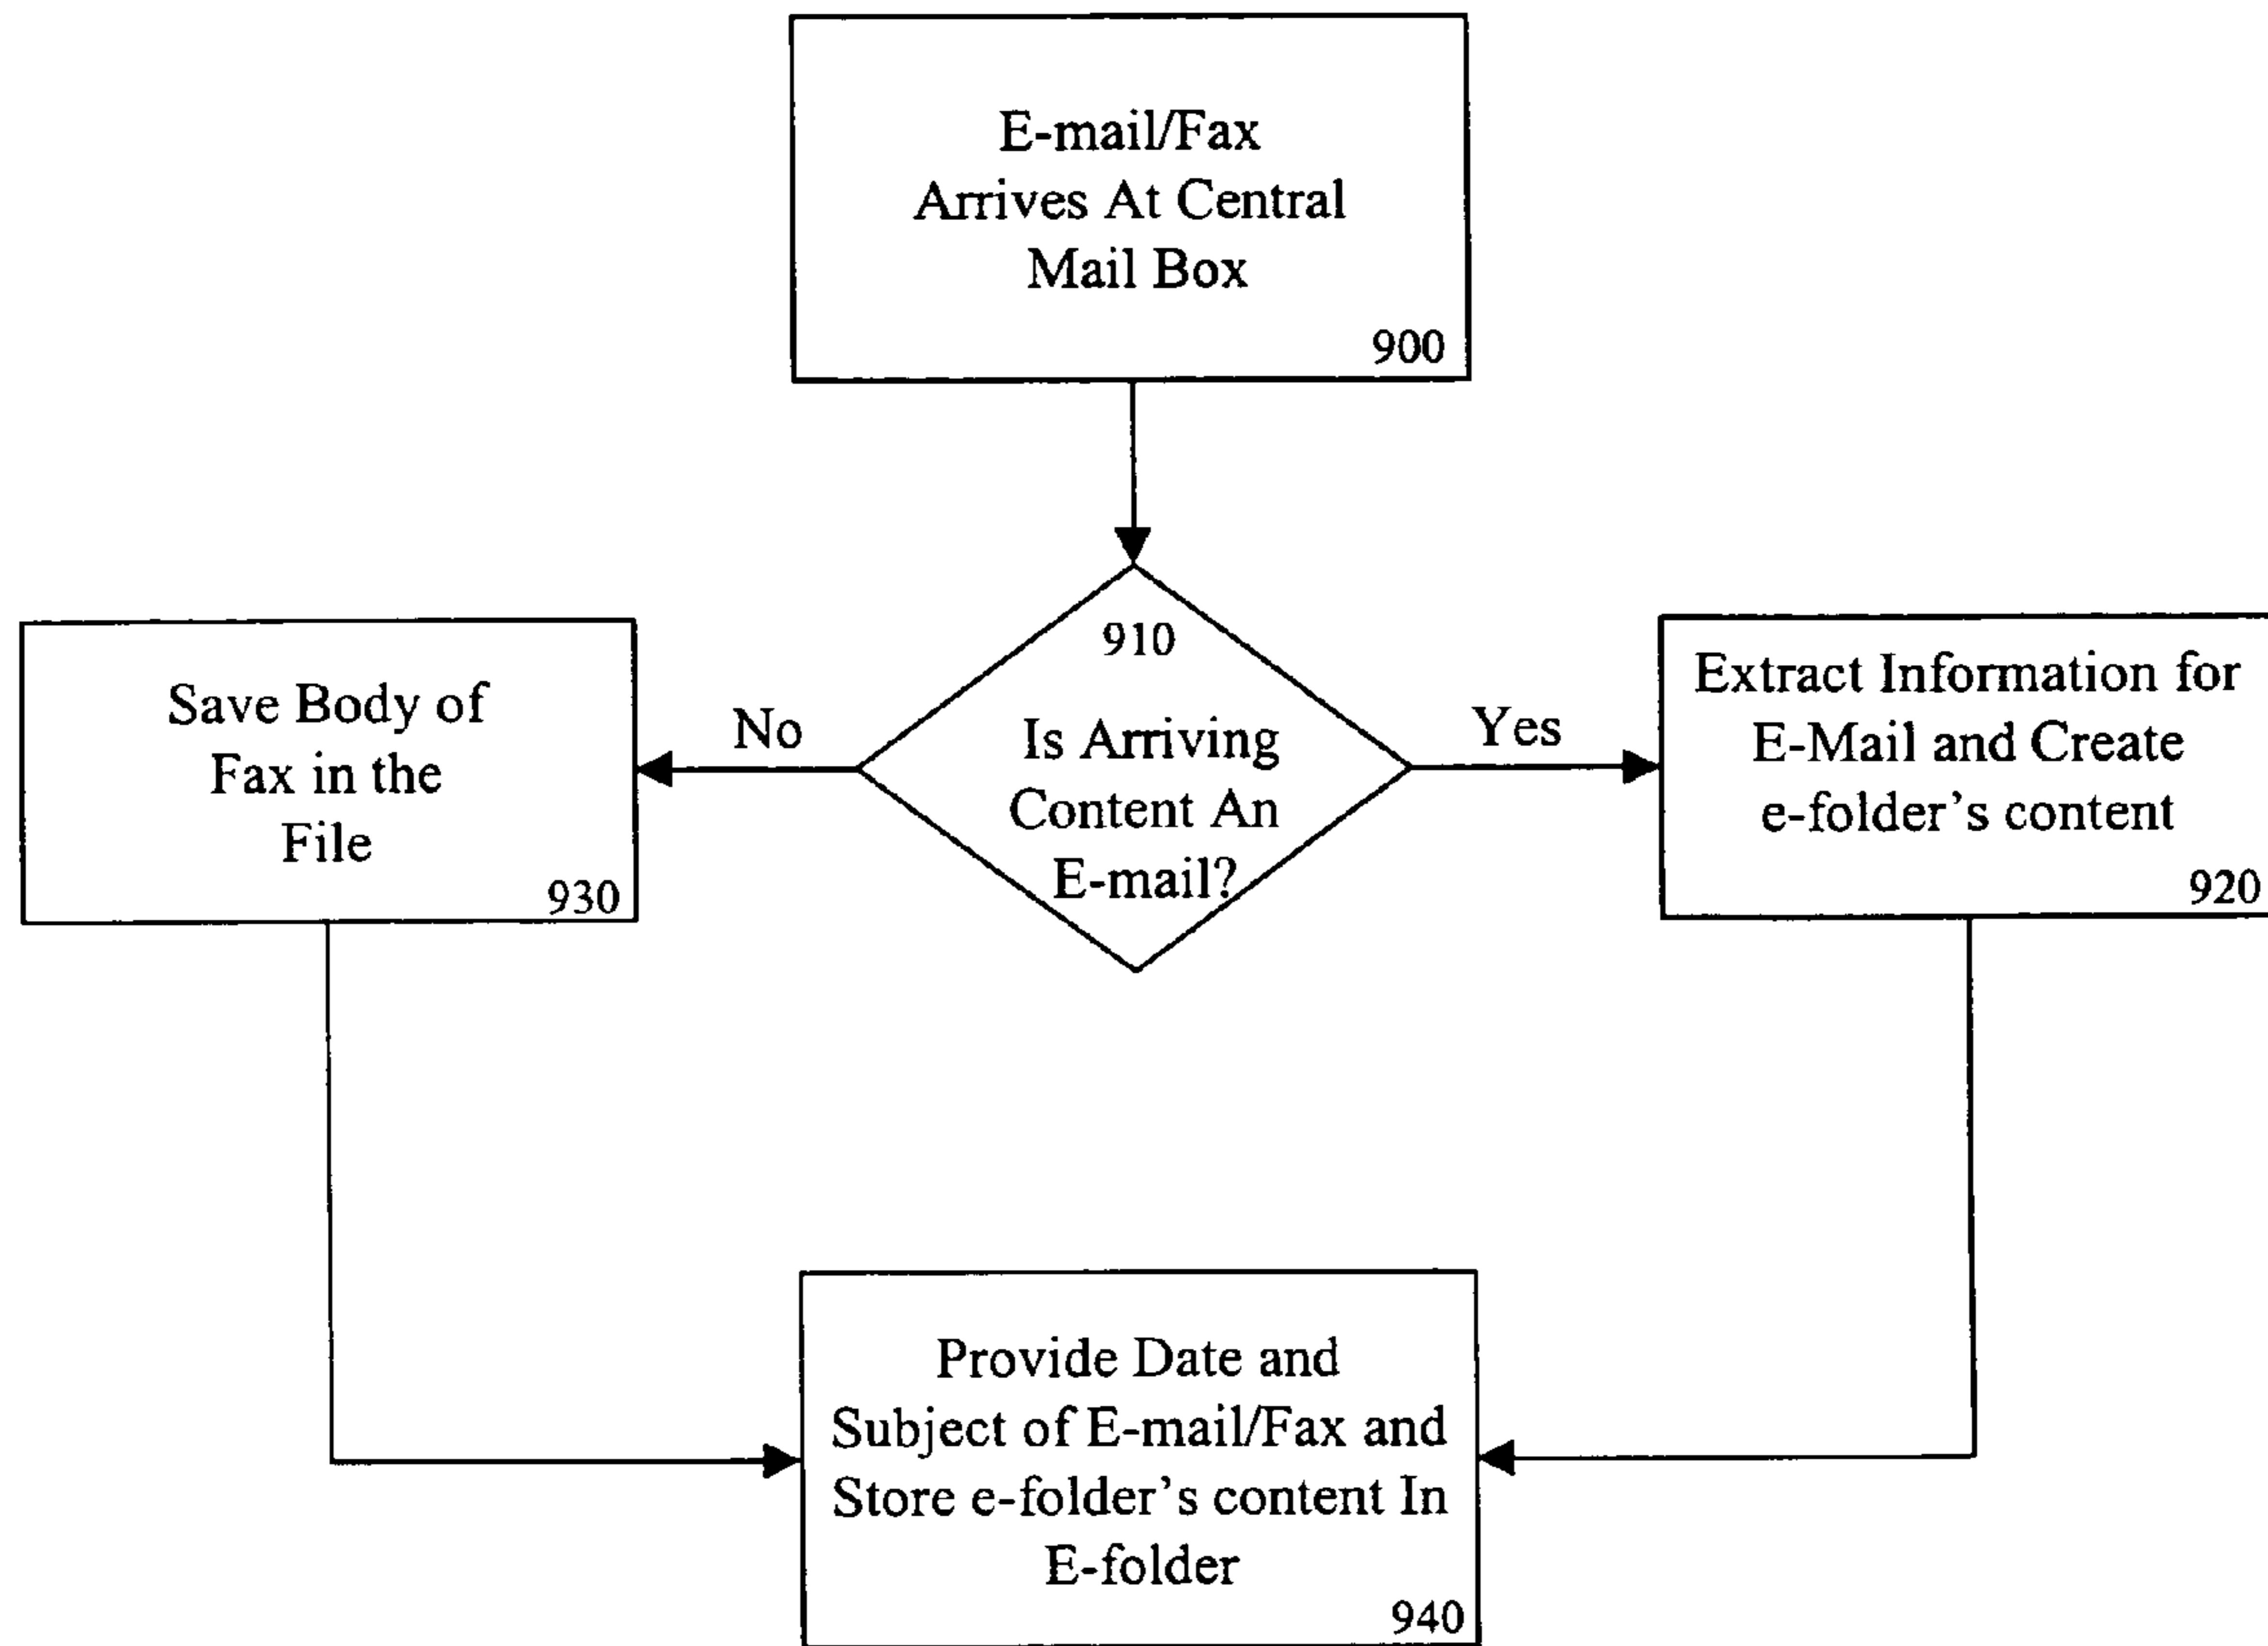 E-mail/Fax
Arrives At Central
Mail Box
900
910
Is Arriving
Content An
E-mail?
No
Yes
Save Body of
Fax in the
File
930
Extract Information for
E-Mail and Create
e-folder's content
920
Provide Date and
Subject of E-mail/Fax and
Store e-folder's content In
E-folder
940